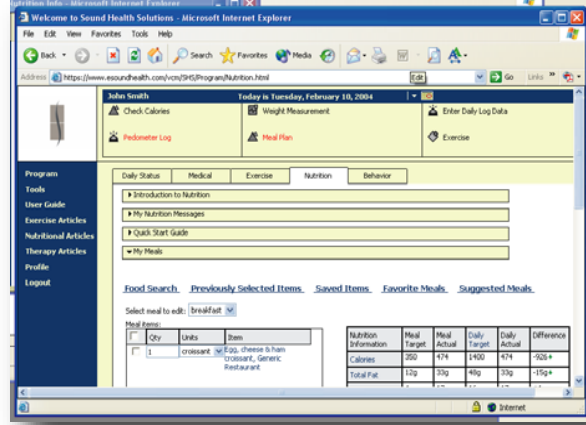 Nutrition Info - Microsoft Internet Explorer
Welcome to Sound Health Solutions - Microsoft Internet Explorer
File Edit View Favorites Tools Help
Back Search Favorites Media
Address https://www.esoundhealth.com/vcm/SHS/Program/Nutrition.html Edit Go Links
John Smith Today is Tuesday, February 10, 2004
Check Calories Weight Measurement Enter Daily Log Data
Pedometer Log Meal Plan Exercise
Program
Tools
User Guide
Exercise Articles
Nutritional Articles
Therapy Articles
Profile
Logout
Daily Status Medical Exercise Nutrition Behavior
Introduction to Nutrition
My Nutrition Messages
Quick Start Guide
My Meals
Food Search Previously Selected Items Saved Items Favorite Meals Suggested Meals
Select meal to edit: breakfast
Meal items:
Qty Units Item
1 croissant Egg, cheese & ham croissant, Generic Restaurant
Nutrition Information Meal Target Meal Actual Daily Target Daily Actual Difference
Calories 350 474 1400 474 -926
Total Fat 12g 33g 48g 33g -15g
Internet